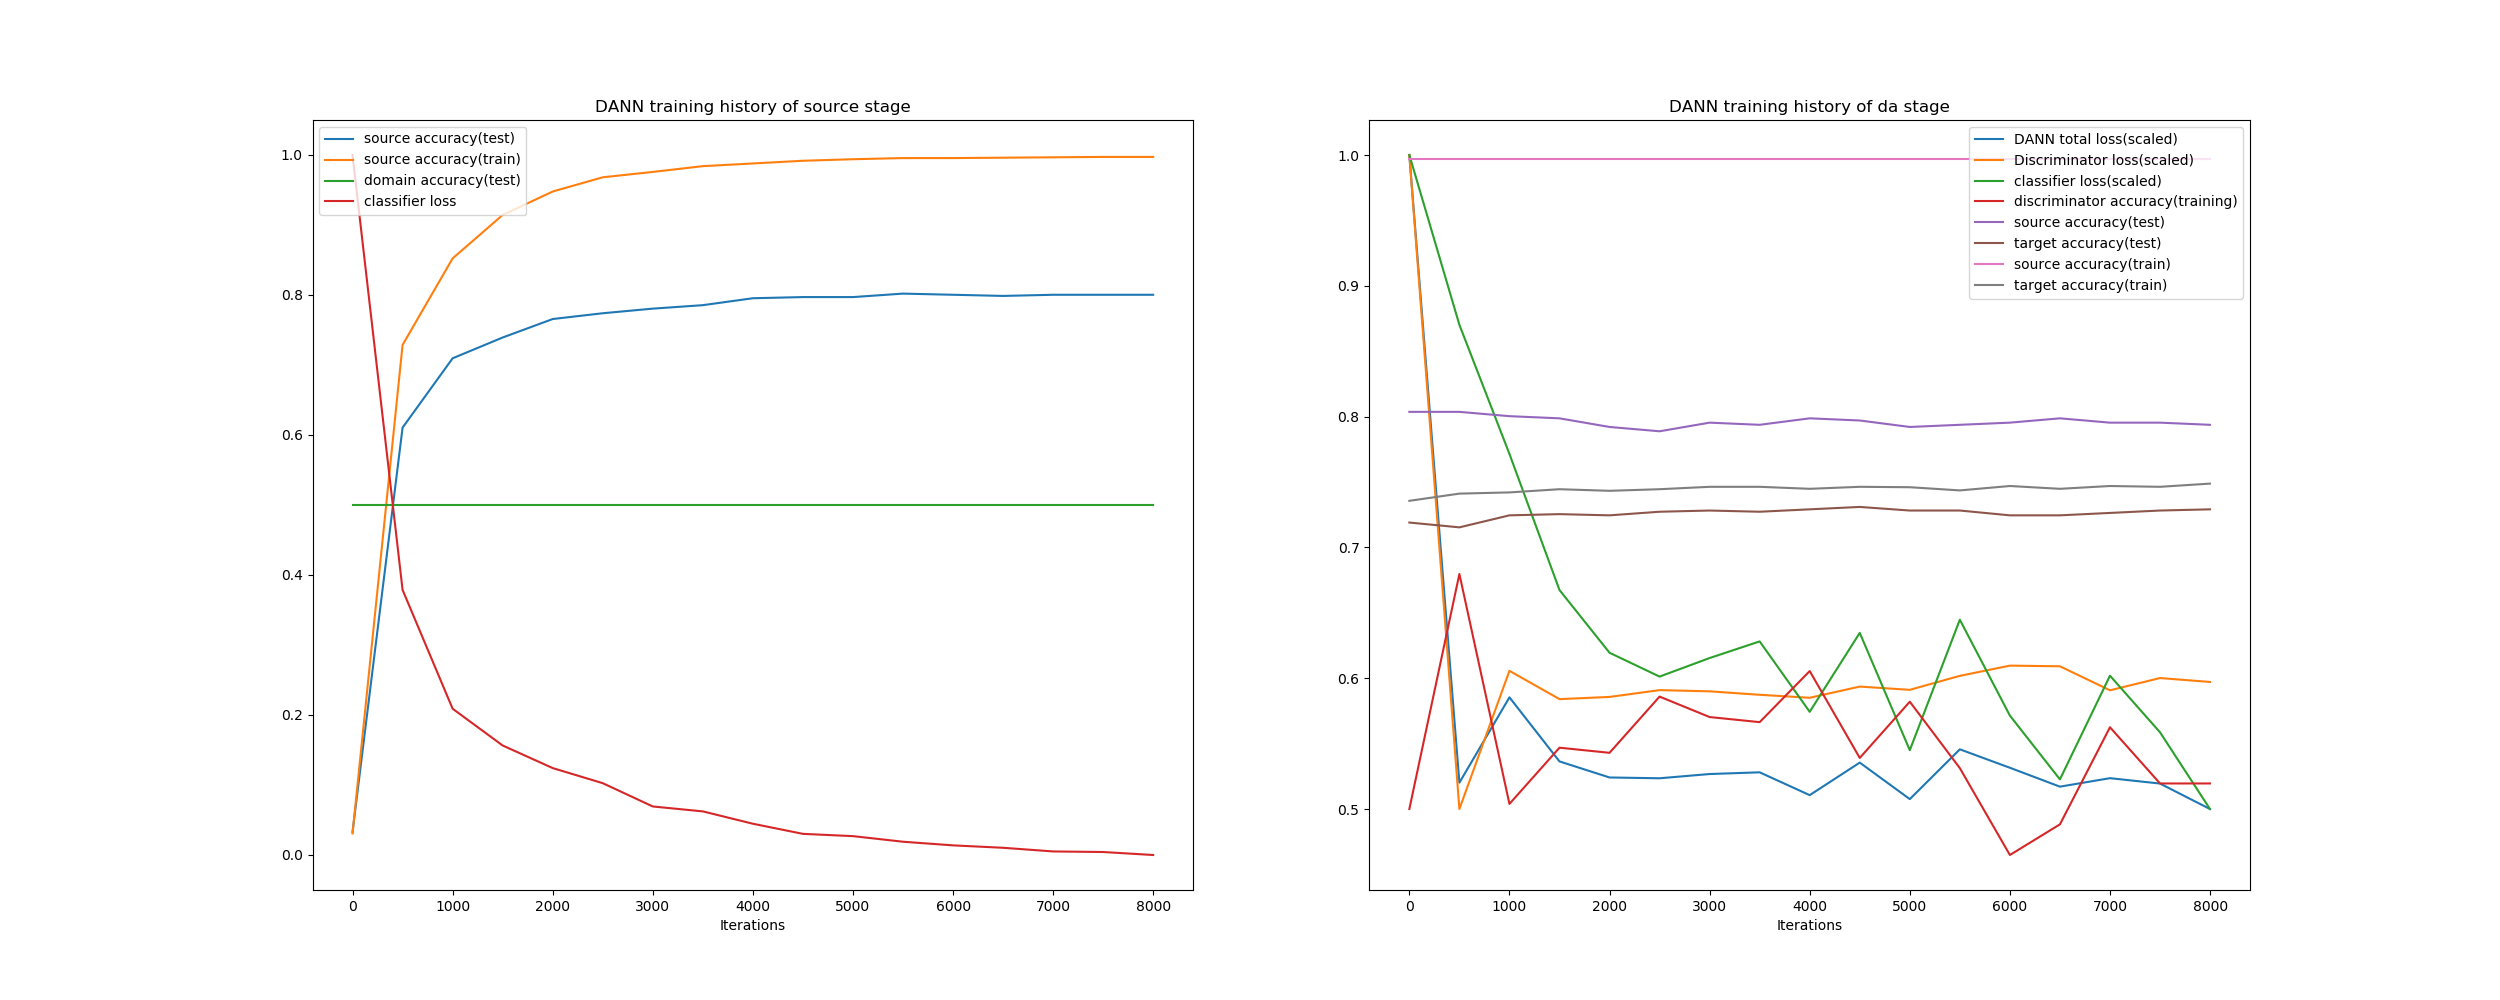 DANN training history of source stage
source accuracy(test)
source accuracy(train)
domain accuracy(test)
classifier loss
1.0
0.8
0.6
0.4
0.2
0.0
0 1000 2000 3000 4000 5000 6000 7000 8000
Iterations
DANN training history of da stage
DANN total loss(scaled)
Discriminator loss(scaled)
classifier loss(scaled)
discriminator accuracy(training)
source accuracy(test)
target accuracy(test)
source accuracy(train)
target accuracy(train)
1.0
0.9
0.8
0.7
0.6
0.5
0 1000 2000 3000 4000 5000 6000 7000 8000
Iterations